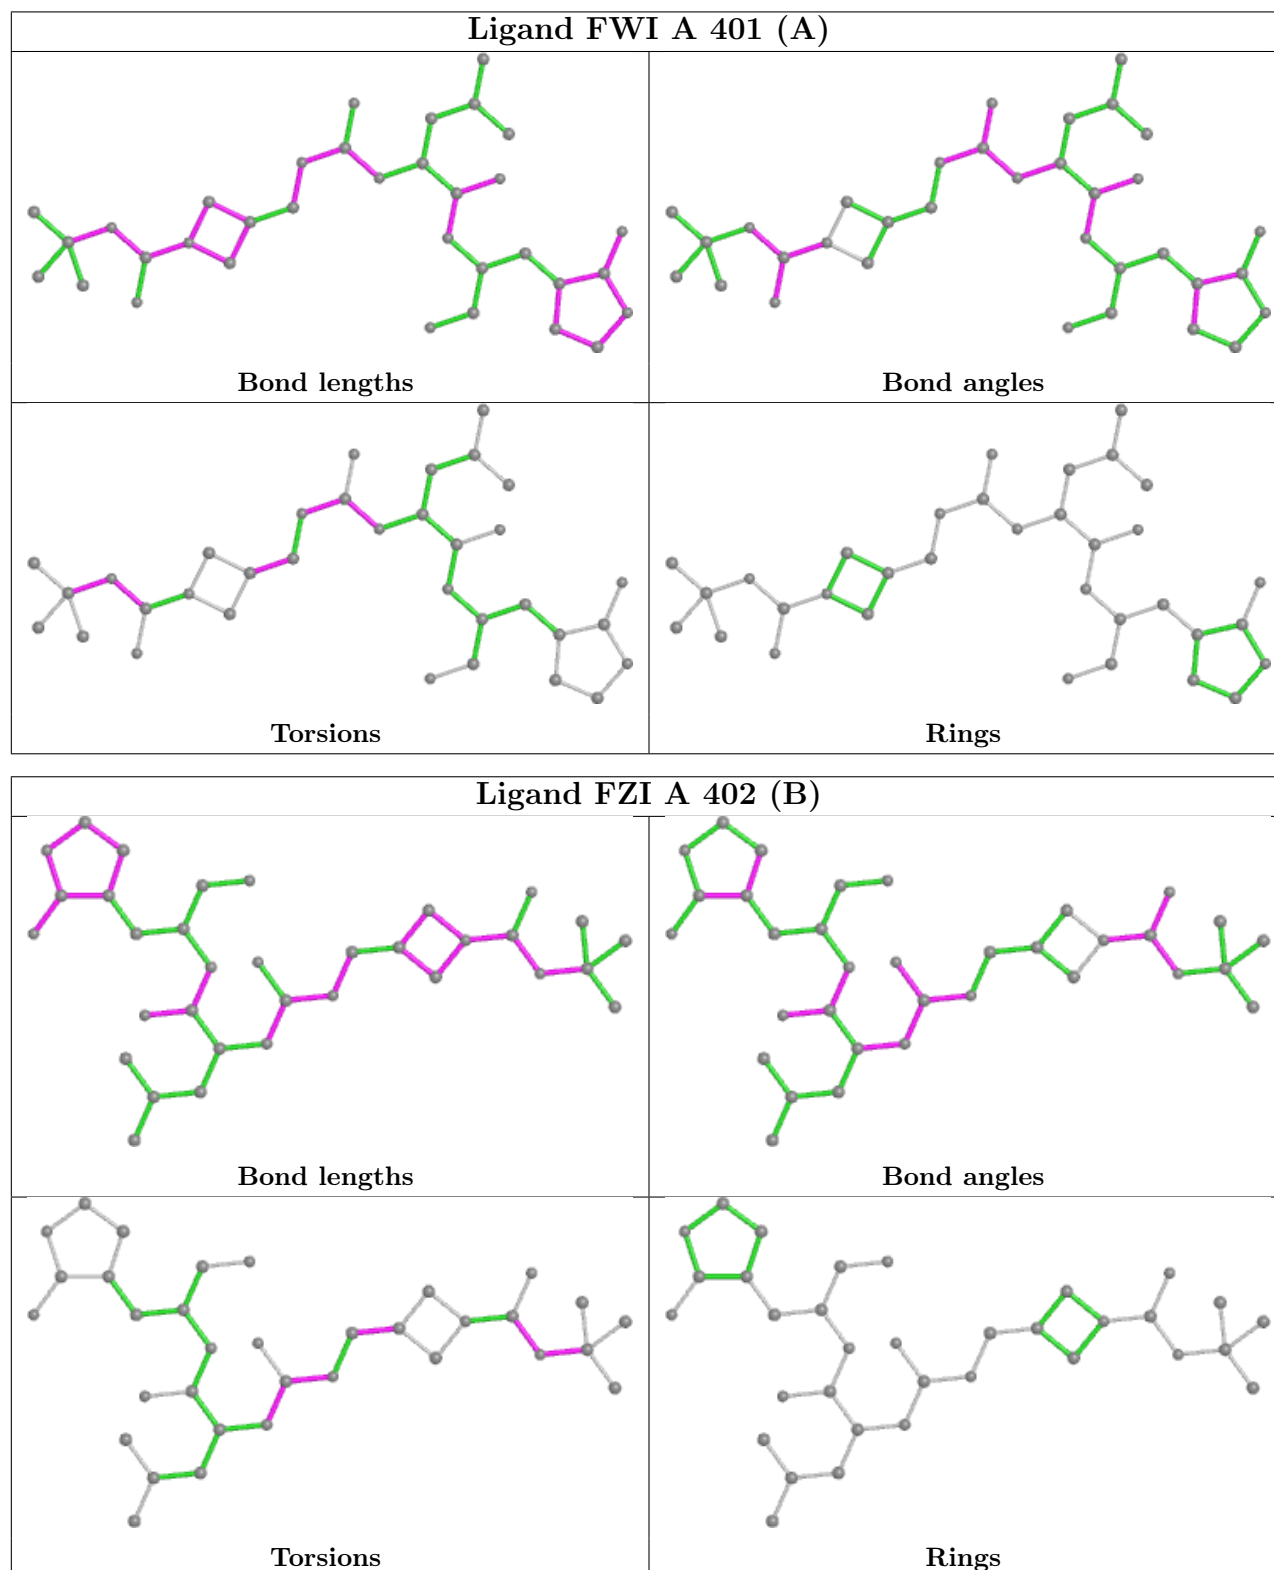 Ligand FWI A 401 (A)
Bond lengths
Bond angles
Torsions
Rings
Ligand FZI A 402 (B)
Bond lengths
Bond angles
Torsions
Rings